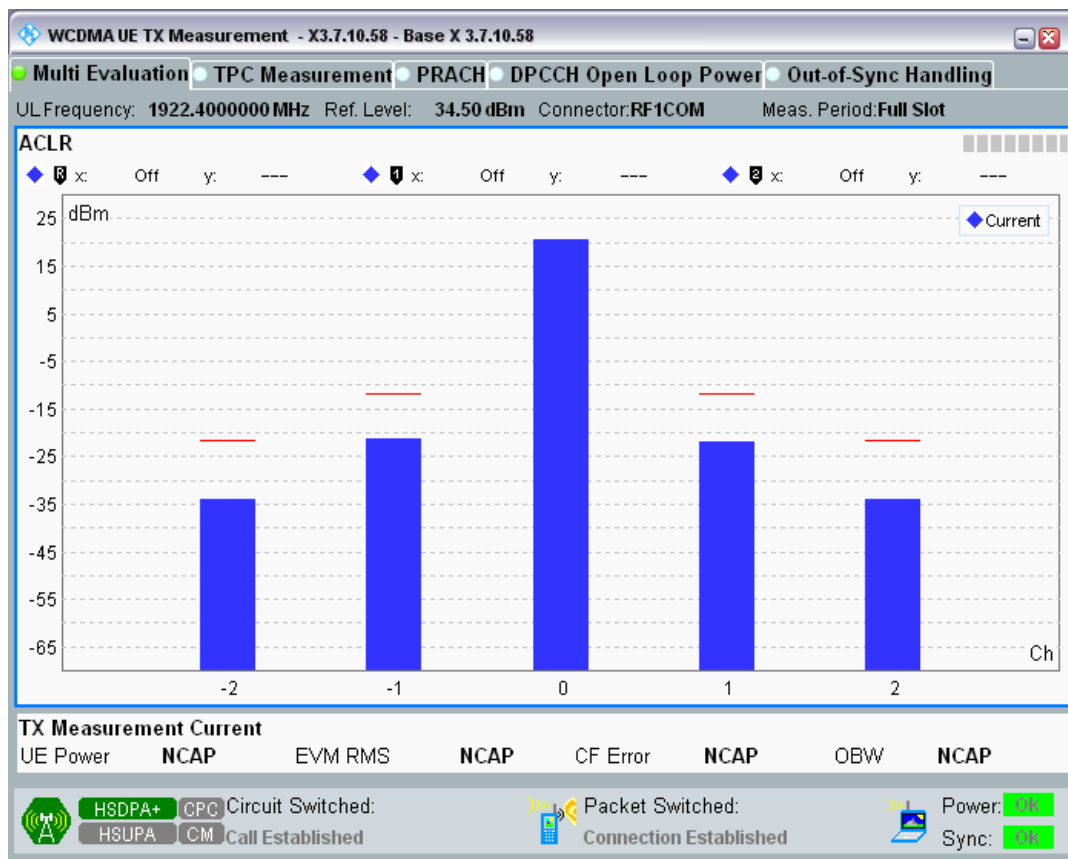 WCDMA UE TX Measurement - X3.7.10.58 - Base X 3.7.10.58
Multi Evaluation TPC Measurement PRACH DPCCH Open Loop Power Out-of-Sync Handling
UL Frequency: 1922.4000000 MHz Ref. Level: 34.50 dBm Connector:RF1COM Meas. Period:Full Slot
ACLR
R x: Off y: --- 1 x: Off y: --- 2 x: Off y: ---
dBm
Current
25
15
5
-5
-15
-25
-35
-45
-55
-65
Ch
-2 -1 0 1 2
TX Measurement Current
UE Power NCAP EVM RMS NCAP CF Error NCAP OBW NCAP
HSDPA+ CPC Circuit Switched: Packet Switched: Power: OK
HSUPA CM Call Established Connection Established Sync: OK